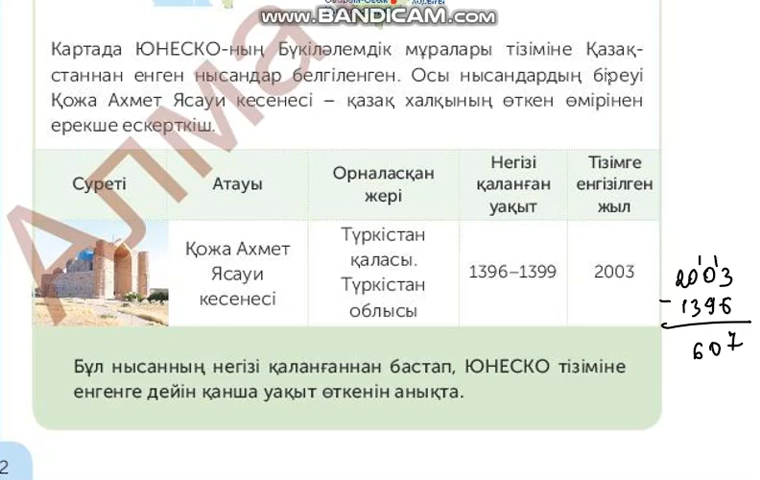 www.BANDICAM.com
Картада ЮНЕСКО-ның Бүкіләлемдік мұралары тізіміне Қазақ-
станнан енген нысандар белгіленген. Осы нысандардың біреуі
Қожа Ахмет Ясауи кесенесі – қазақ халқының өткен өмірінен
ерекше ескерткіш.
Суреті
Атауы
Орналасқан
жері
Негізі
қаланған
уақыт
Тізімге
енгізілген
жыл
Қожа Ахмет
Ясауи
кесенесі
Түркістан
қаласы.
Түркістан
облысы
1396–1399
2003
2003
- 1396
607
Бұл нысанның негізі қаланғаннан бастап, ЮНЕСКО тізіміне
енгенге дейін қанша уақыт өткенін анықта.
2
Алма